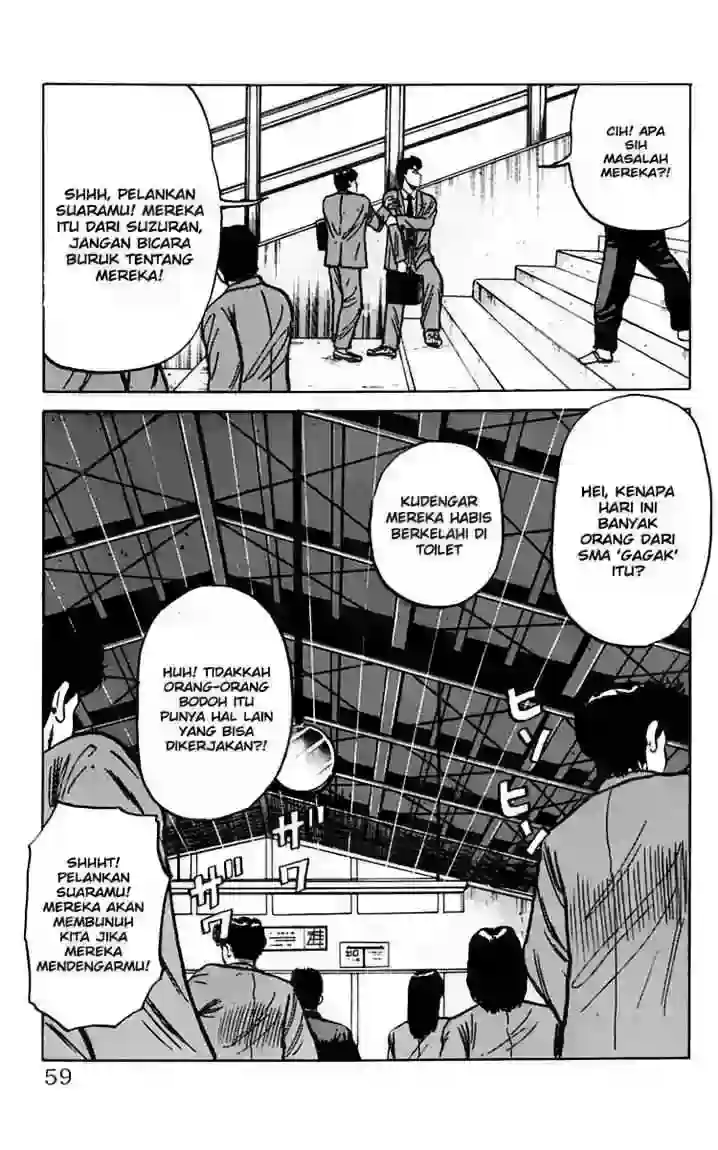 CIH! APA
SIH
MASALAH
MEREKA?!
SHHH, PELANKAN
SUARAMU! MEREKA
ITU DARI SUZURAN,
JANGAN BICARA
BURUK TENTANG
MEREKA!
HEI, KENAPA
HARI INI
BANYAK
ORANG DARI
SMA 'GAGAK'
ITU?
KUDENGAR
MEREKA HABIS
BERKELAHI DI
TOILET
HUH! TIDAKKAH
ORANG-ORANG
BODOH ITU
PUNYA HAL LAIN
YANG BISA
DIKERJAKAN?!
SHHHT!
PELANKAN
SUARAMU!
MEREKA AKAN
MEMBUNUH
KITA JIKA
MEREKA
MENDENGARMU!
ヒソ
ヒソ
ザワ
ザワ
59